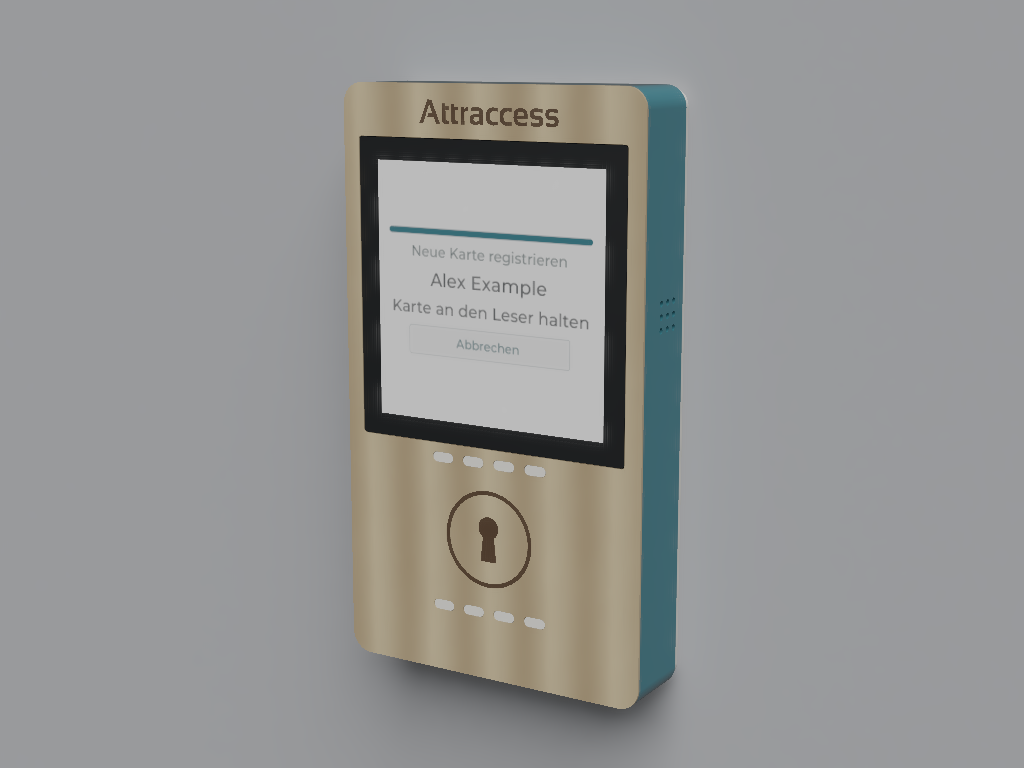 Attraccess
Neue Karte registrieren
Alex Example
Karte an den Leser halten
Abbrechen